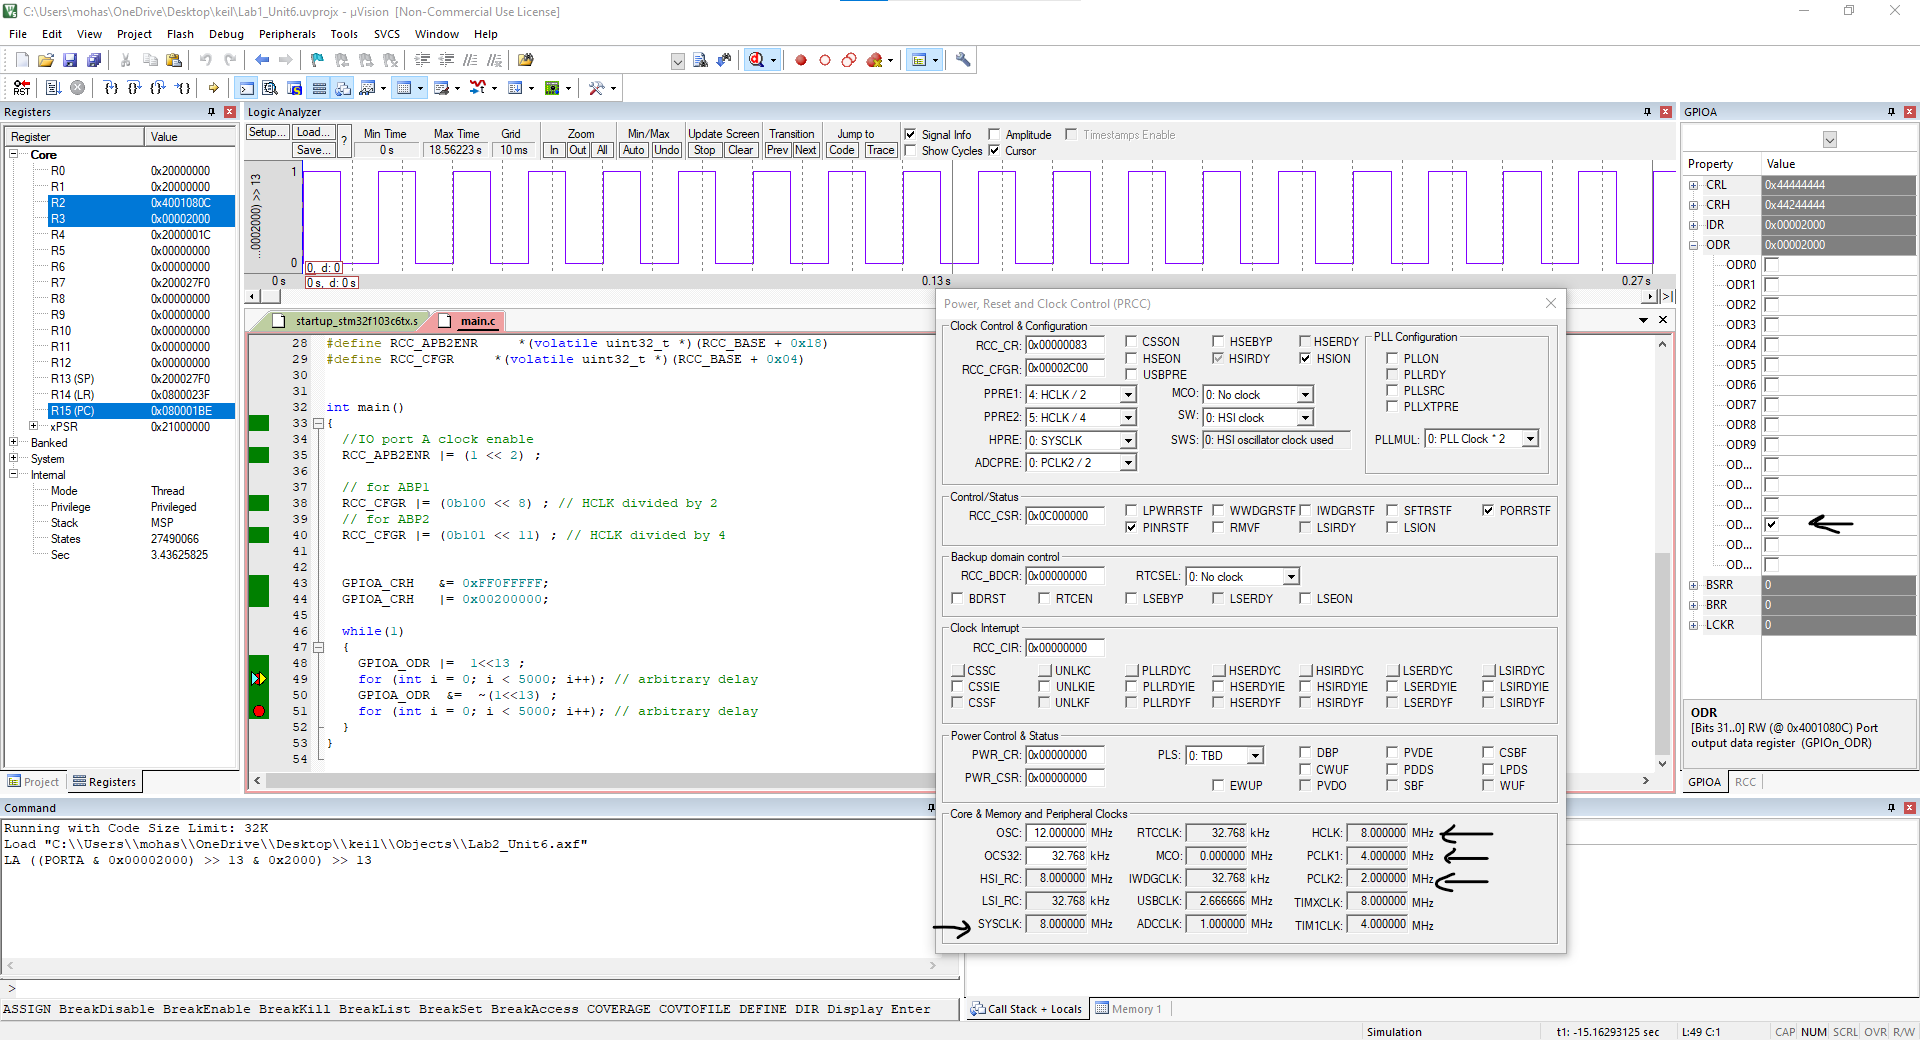 C:\Users\mohas\OneDrive\Desktop\keil\Lab1_Unit6.uvprojx - µVision [Non-Commercial Use License]
File Edit View Project Flash Debug Peripherals Tools SVCS Window Help
Registers
Register Value
Core
R0 0x20000000
R1 0x20000000
R2 0x4001080C
R3 0x00002000
R4 0x2000001C
R5 0x00000000
R6 0x00000000
R7 0x200027F0
R8 0x00000000
R9 0x00000000
R10 0x00000000
R11 0x00000000
R12 0x00000000
R13 (SP) 0x200027F0
R14 (LR) 0x0800023F
R15 (PC) 0x080001BE
xPSR 0x21000000
Banked
System
Internal
Mode Thread
Privilege Privileged
Stack MSP
States 27490066
Sec 3.43625825
Project Registers
Logic Analyzer
Setup... Load... ? Min Time Max Time Grid Zoom Min/Max Update Screen Transition Jump to Signal Info Amplitude Timestamps Enable
Save... 0 s 18.56223 s 10 ms In Out All Auto Undo Stop Clear Prev Next Code Trace Show Cycles Cursor
...00002000) >> 13
1
0
0, d: 0
0 s 0 s, d: 0 s 0.13 s 0.27 s
startup_stm32f103c6tx.s main.c
28 #define RCC_APB2ENR *(volatile uint32_t *)(RCC_BASE + 0x18)
29 #define RCC_CFGR *(volatile uint32_t *)(RCC_BASE + 0x04)
30
31
32 int main()
33 {
34 //IO port A clock enable
35 RCC_APB2ENR |= (1 << 2) ;
36
37 // for ABP1
38 RCC_CFGR |= (0b100 << 8) ; // HCLK divided by 2
39 // for ABP2
40 RCC_CFGR |= (0b101 << 11) ; // HCLK divided by 4
41
42
43 GPIOA_CRH &= 0xFF0FFFFF;
44 GPIOA_CRH |= 0x00200000;
45
46 while(1)
47 {
48 GPIOA_ODR |= 1<<13 ;
49 for (int i = 0; i < 5000; i++); // arbitrary delay
50 GPIOA_ODR &= ~(1<<13) ;
51 for (int i = 0; i < 5000; i++); // arbitrary delay
52 }
53 }
54
Power, Reset and Clock Control (PRCC)
Clock Control & Configuration
RCC_CR: 0x00000083 CSSON HSEBYP HSERDY
HSEON HSIRDY HSION
RCC_CFGR: 0x00002C00 USBPRE
PPRE1: 4: HCLK / 2 MCO: 0: No clock
PPRE2: 5: HCLK / 4 SW: 0: HSI clock
HPRE: 0: SYSCLK SWS: 0: HSI oscillator clock used
ADCPRE: 0: PCLK2 / 2
PLL Configuration
PLLON
PLLRDY
PLLSRC
PLLXTPRE
PLLMUL: 0: PLL Clock * 2
Control/Status
RCC_CSR: 0x0C000000 LPWRRSTF WWDGRSTF IWDGRSTF SFTRSTF PORRSTF
PINRSTF RMVF LSIRDY LSION
Backup domain control
RCC_BDCR: 0x00000000 RTCSEL: 0: No clock
BDRST RTCEN LSEBYP LSERDY LSEON
Clock Interrupt
RCC_CIR: 0x00000000
CSSC UNLKC PLLRDYC HSERDYC HSIRDYC LSERDYC LSIRDYC
CSSIE UNLKIE PLLRDYIE HSERDYIE HSIRDYIE LSERDYIE LSIRDYIE
CSSF UNLKF PLLRDYF HSERDYF HSIRDYF LSERDYF LSIRDYF
Power Control & Status
PWR_CR: 0x00000000 PLS: 0: TBD DBP PVDE CSBF
CWUF PDDS LPDS
PWR_CSR: 0x00000000 EWUP PVDO SBF WUF
Core & Memory and Peripheral Clocks
OSC: 12.000000 MHz RTCCLK: 32.768 kHz HCLK: 8.000000 MHz
OCS32: 32.768 kHz MCO: 0.000000 MHz PCLK1: 4.000000 MHz
HSI_RC: 8.000000 MHz IWDGCLK: 32.768 kHz PCLK2: 2.000000 MHz
LSI_RC: 32.768 kHz USBCLK: 2.666666 MHz TIMXCLK: 8.000000 MHz
SYSCLK: 8.000000 MHz ADCCLK: 1.000000 MHz TIM1CLK: 4.000000 MHz
GPIOA
Property Value
CRL 0x44444444
CRH 0x44244444
IDR 0x00002000
ODR 0x00002000
ODR0
ODR1
ODR2
ODR3
ODR4
ODR5
ODR6
ODR7
ODR8
ODR9
OD...
OD...
OD...
OD...
OD...
OD...
BSRR 0
BRR 0
LCKR 0
ODR
[Bits 31..0] RW (@ 0x4001080C) Port
output data register (GPIOn_ODR)
GPIOA RCC
Command
Running with Code Size Limit: 32K
Load "C:\\Users\\mohas\\OneDrive\\Desktop\\keil\\Objects\\Lab2_Unit6.axf"
LA ((PORTA & 0x00002000) >> 13 & 0x2000) >> 13
>
ASSIGN BreakDisable BreakEnable BreakKill BreakList BreakSet BreakAccess COVERAGE COVTOFILE DEFINE DIR Display Enter
Call Stack + Locals Memory 1
Simulation t1: -15.16293125 sec L:49 C:1 CAP NUM SCRL OVR R/W